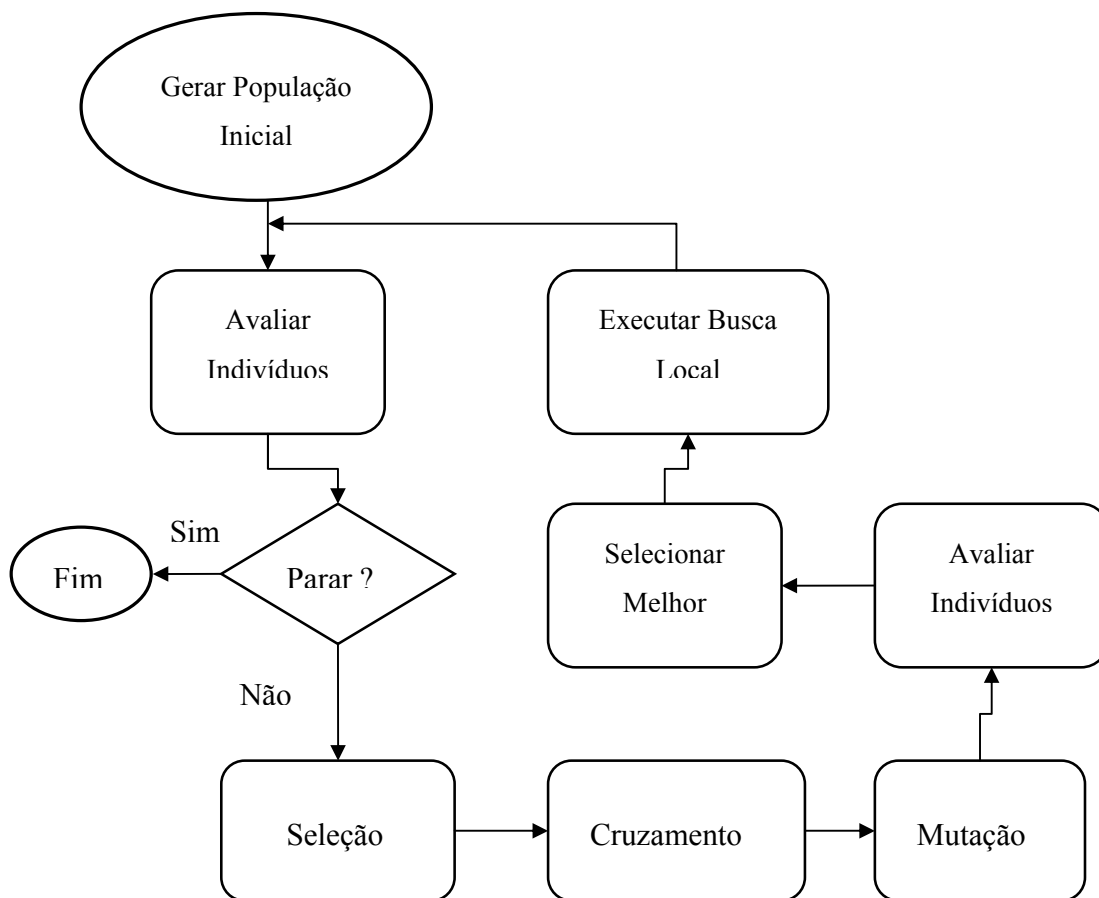 Gerar População
Inicial
Avaliar
Indivíduos
Executar Busca
Local
Sim
Fim
Parar ?
Selecionar
Melhor
Avaliar
Indivíduos
Não
Seleção
Cruzamento
Mutação